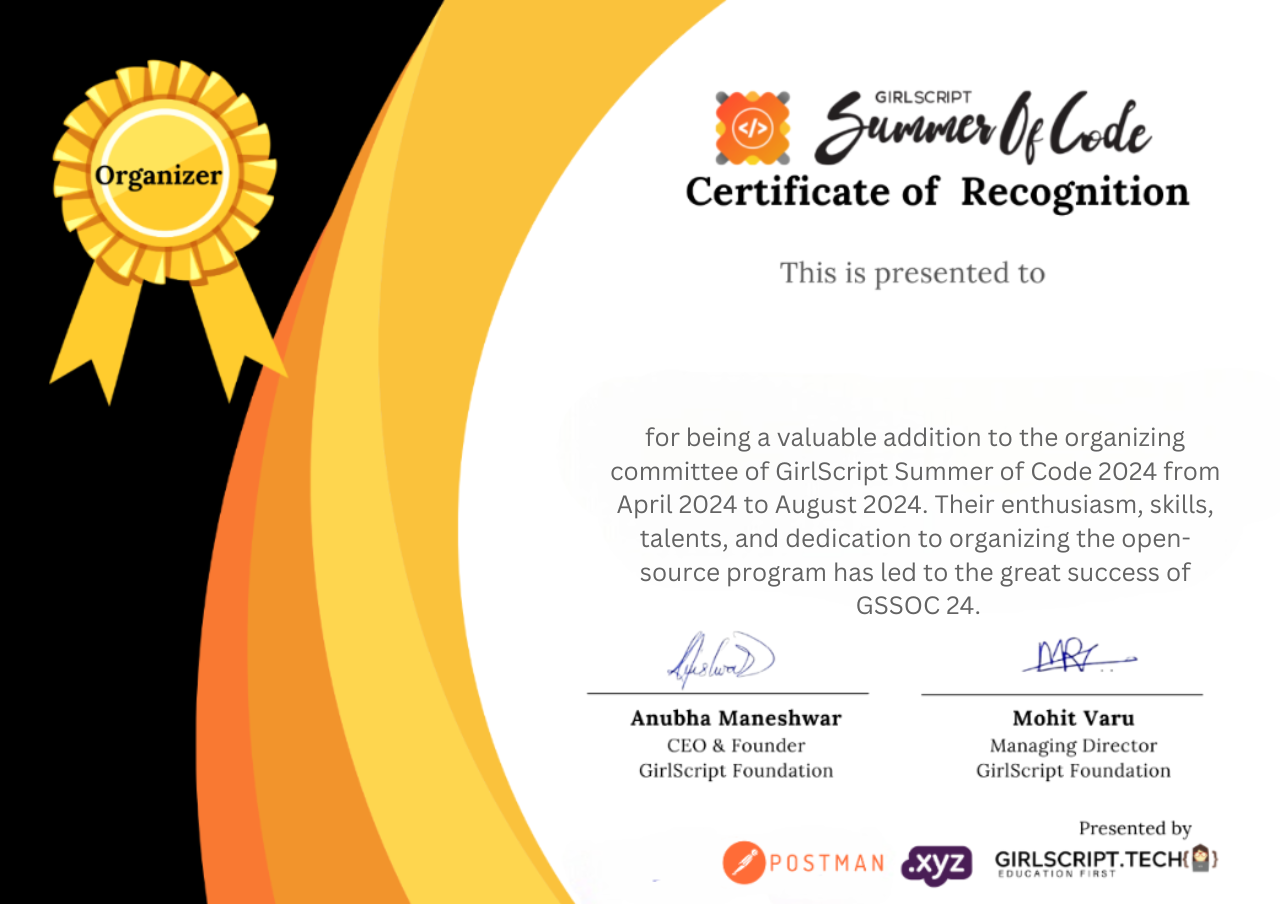 Organizer
</>
GIRLSCRIPT
Summer Of Code
Certificate of Recognition
This is presented to
for being a valuable addition to the organizing
committee of GirlScript Summer of Code 2024 from
April 2024 to August 2024. Their enthusiasm, skills,
talents, and dedication to organizing the open-
source program has led to the great success of
GSSOC 24.
Anubha Maneshwar
CEO & Founder
GirlScript Foundation
Mohit Varu
Managing Director
GirlScript Foundation
Presented by
POSTMAN
.xyz
GIRLSCRIPT.TECH{}
EDUCATION FIRST